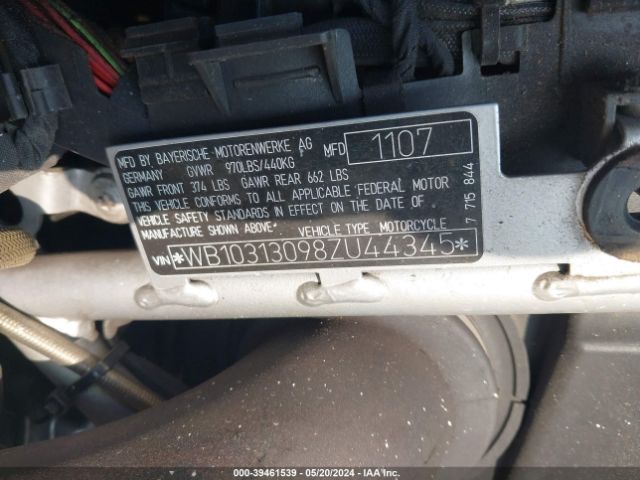 MFD BY, BAYERISCHE MOTORENWERKE AG
GERMANY GVWR 970LBS/440KG MFD 1107
GAWR FRONT 374 LBS GAWR REAR 662 LBS
THIS VEHICLE CONFORMS TO ALL APPLICABLE FEDERAL MOTOR
VEHICLE SAFETY STANDARDS IN EFFECT ON THE DATE OF
MANUFACTURE SHOWN ABOVE. VEHICLE TYPE MOTORCYCLE
VIN *WB10313098ZU44345*
7 715 844
000-39461539 - 05/20/2024 - IAA Inc.